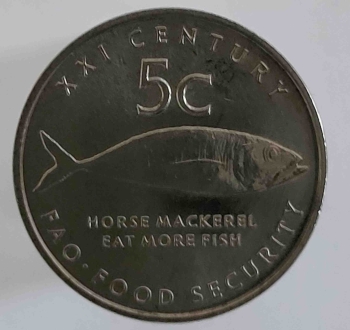 XXI CENTURY
5C
HORSE MACKEREL
EAT MORE FISH
FAO·FOOD SECURITY